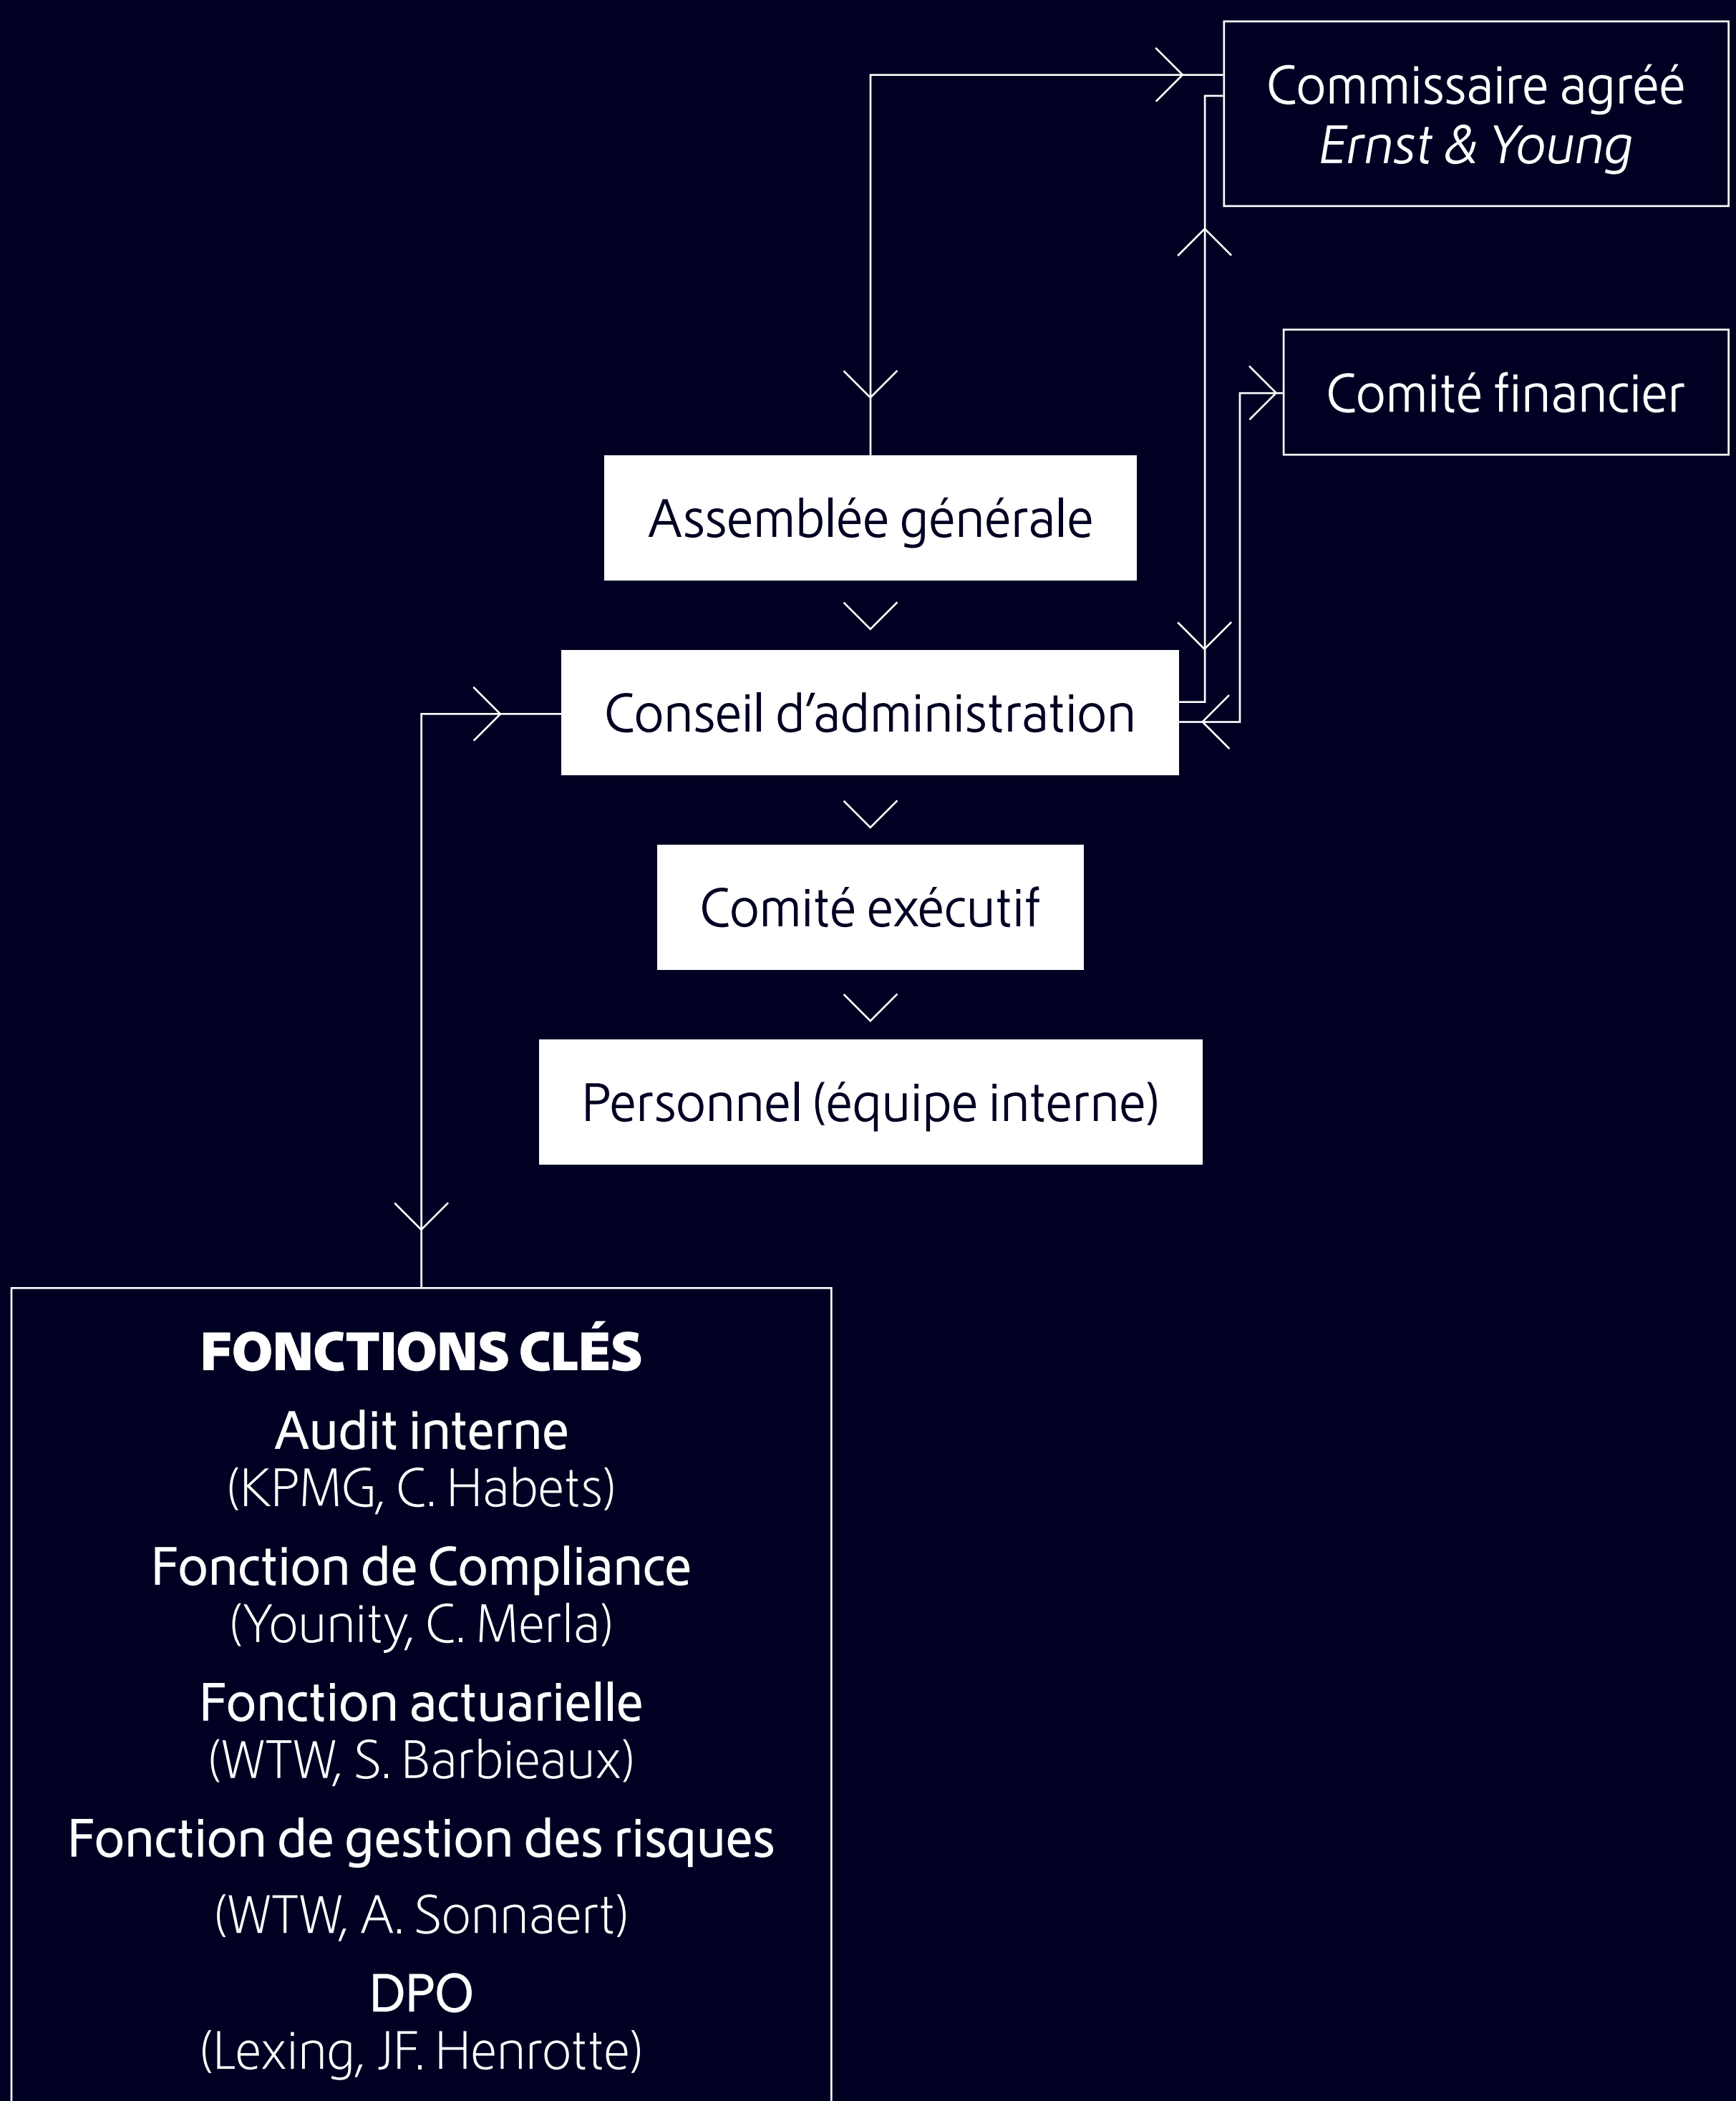 Commissaire agréé
Ernst & Young
Comité financier
Assemblée générale
Conseil d’administration
Comité exécutif
Personnel (équipe interne)
FONCTIONS CLÉS
Audit interne
(KPMG, C. Habets)
Fonction de Compliance
(Younity, C. Merla)
Fonction actuarielle
(WTW, S. Barbieaux)
Fonction de gestion des risques
(WTW, A. Sonnaert)
DPO
(Lexing, JF. Henrotte)